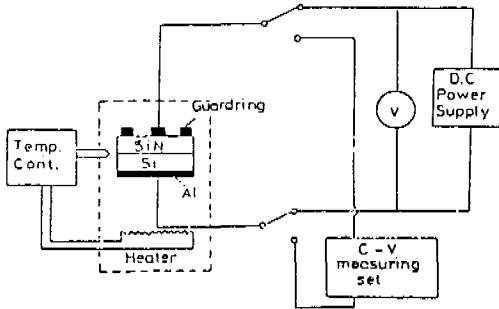 Guardring
SiN
Si
Al
Temp.
Cont.
Heater
V
D.C
Power
Supply
C - V
measuring
set